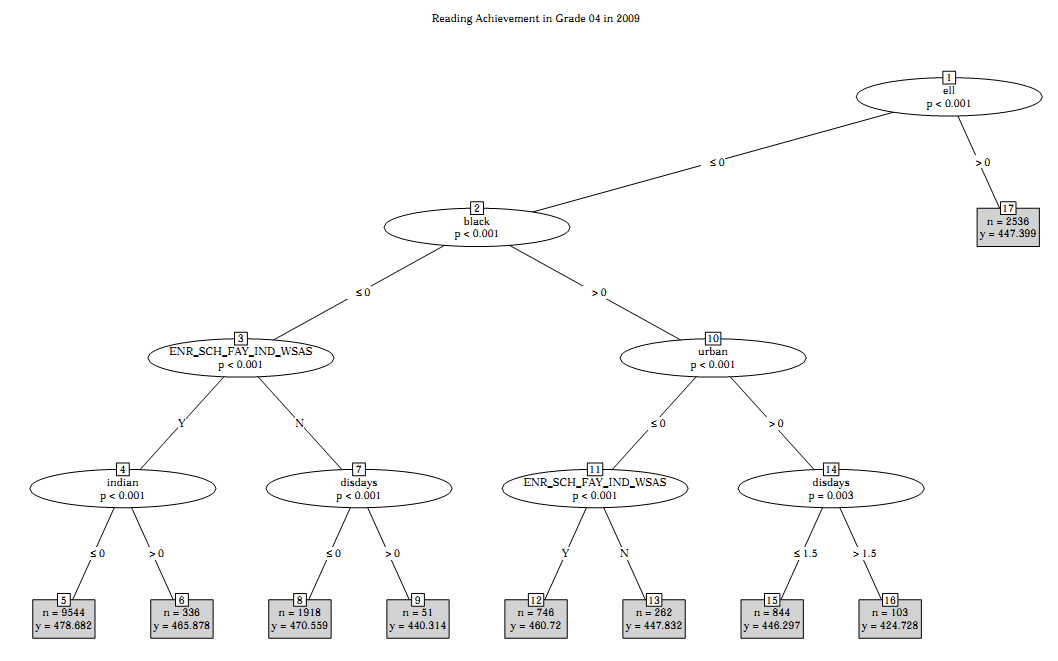 Reading Achievement in Grade 04 in 2009
1
ell
p < 0.001
≤ 0
> 0
2
black
p < 0.001
17
n = 2536
y = 447.399
≤ 0
> 0
3
ENR_SCH_FAY_IND_WSAS
p < 0.001
10
urban
p < 0.001
Y
N
≤ 0
> 0
4
indian
p < 0.001
7
disdays
p < 0.001
11
ENR_SCH_FAY_IND_WSAS
p < 0.001
14
disdays
p = 0.003
≤ 0
> 0
≤ 0
> 0
Y
N
≤ 1.5
> 1.5
5
n = 9544
y = 478.682
6
n = 336
y = 465.878
8
n = 1918
y = 470.559
9
n = 51
y = 440.314
12
n = 746
y = 460.72
13
n = 262
y = 447.832
15
n = 844
y = 446.297
16
n = 103
y = 424.728